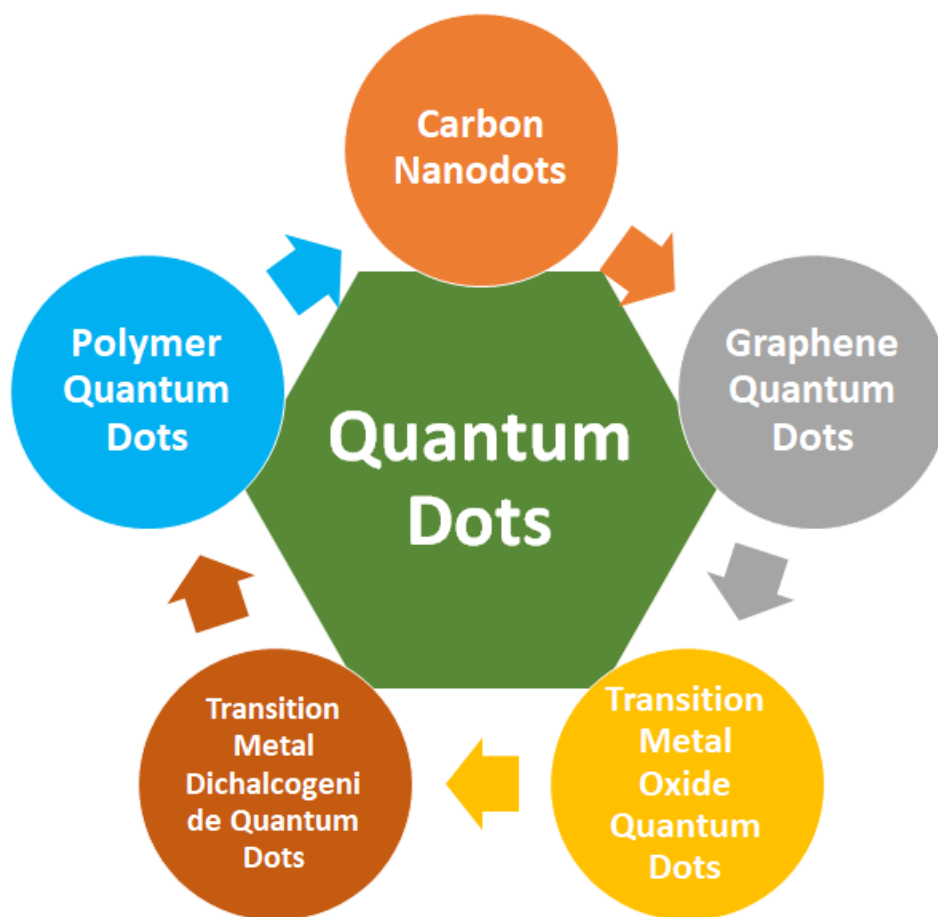 Carbon
Nanodots
Polymer
Quantum
Dots
Graphene
Quantum
Dots
Quantum
Dots
Transition
Metal
Dichalcogeni
de Quantum
Dots
Transition
Metal
Oxide
Quantum
Dots